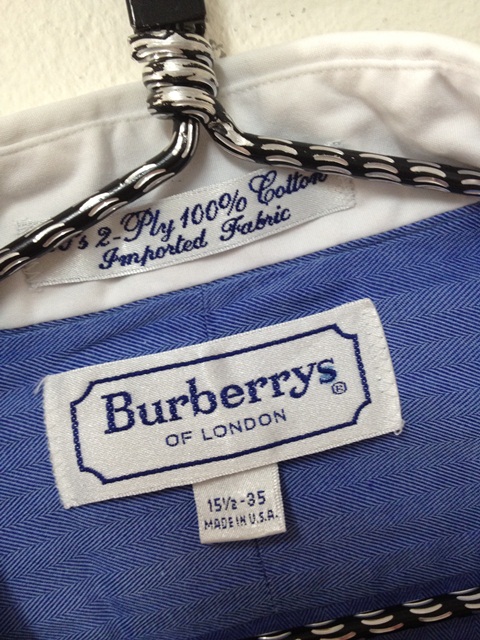 2-Ply 100% Cotton
Imported Fabric
Burberrys®
OF LONDON
15½-35
MADE IN U.S.A.